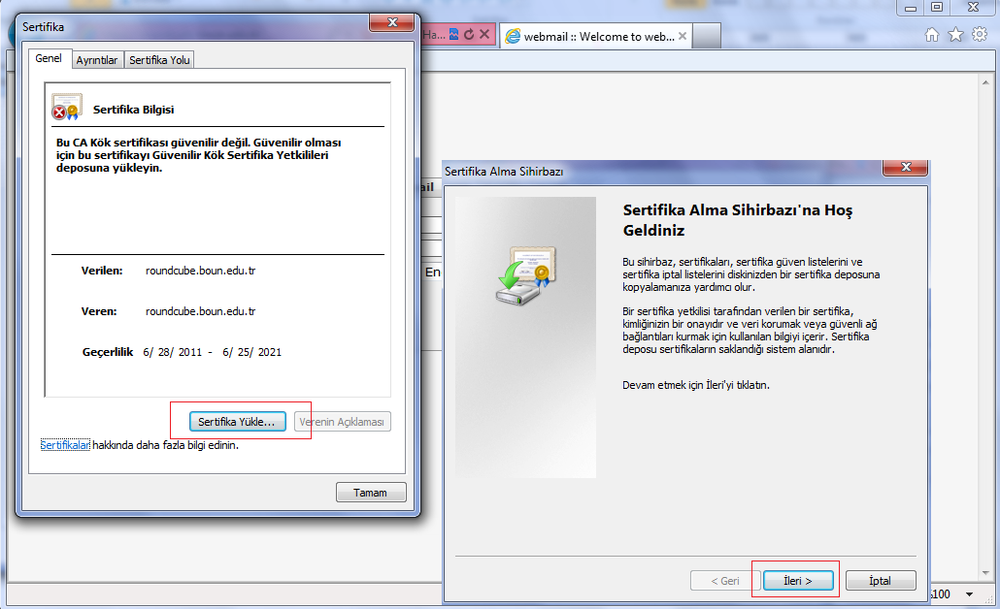 Sertifika
Genel
Ayrıntılar
Sertifika Yolu
Sertifika Bilgisi
Bu CA Kök sertifikası güvenilir değil. Güvenilir olması
için bu sertifikayı Güvenilir Kök Sertifika Yetkilileri
deposuna yükleyin.
Verilen: roundcube.boun.edu.tr
Veren: roundcube.boun.edu.tr
Geçerlilik 6/ 28/ 2011 - 6/ 25/ 2021
Sertifika Yükle...
Verenin Açıklaması
Sertifikalar hakkında daha fazla bilgi edinin.
Tamam
Ha...
webmail :: Welcome to web...
ail
En
Sertifika Alma Sihirbazı
Sertifika Alma Sihirbazı'na Hoş
Geldiniz
Bu sihirbaz, sertifikaları, sertifika güven listelerini ve
sertifika iptal listelerini diskinizden bir sertifika deposuna
kopyalamanıza yardımcı olur.
Bir sertifika yetkilisi tarafından verilen bir sertifika,
kimliğinizin bir onayıdır ve veri korumak veya güvenli ağ
bağlantıları kurmak için kullanılan bilgiyi içerir. Sertifika
deposu sertifikaların saklandığı sistem alanıdır.
Devam etmek için İleri'yi tıklatın.
< Geri
İleri >
İptal
%100